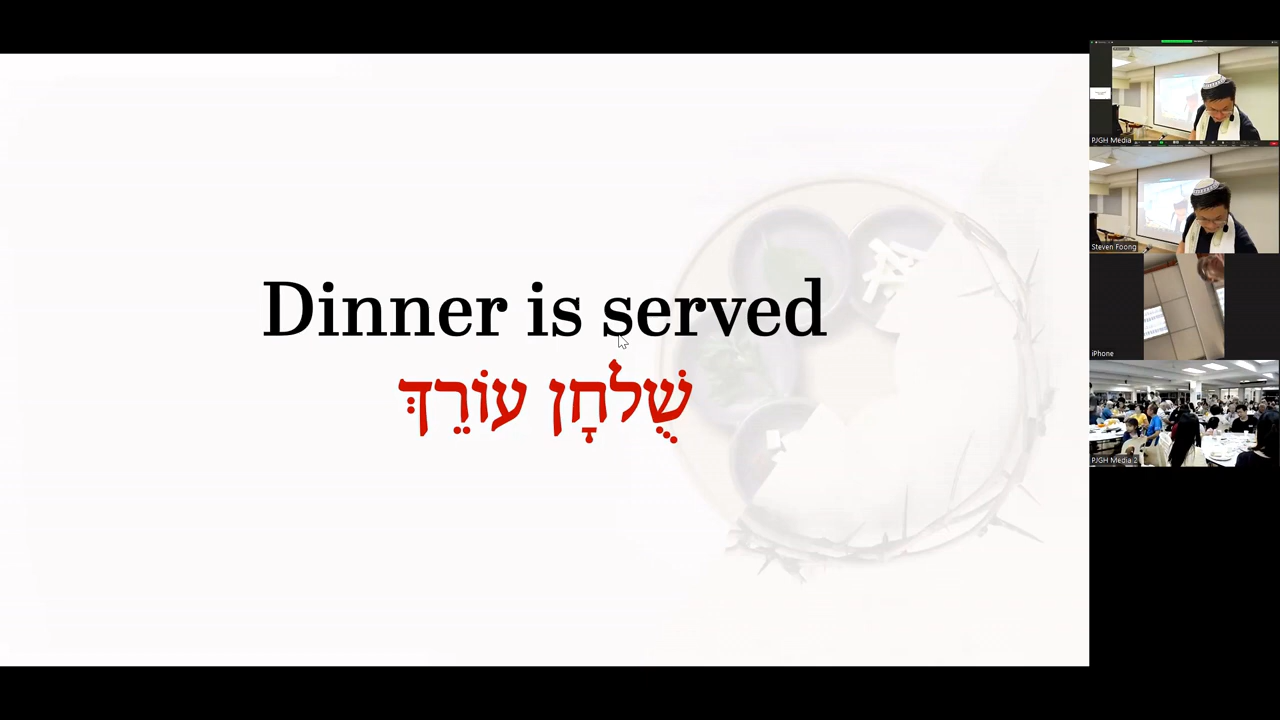 Dinner is served
שֻׁלְחָן עוֹרֵךְ
PJGH Media
Steven Foong
iPhone
PJGH Media 2